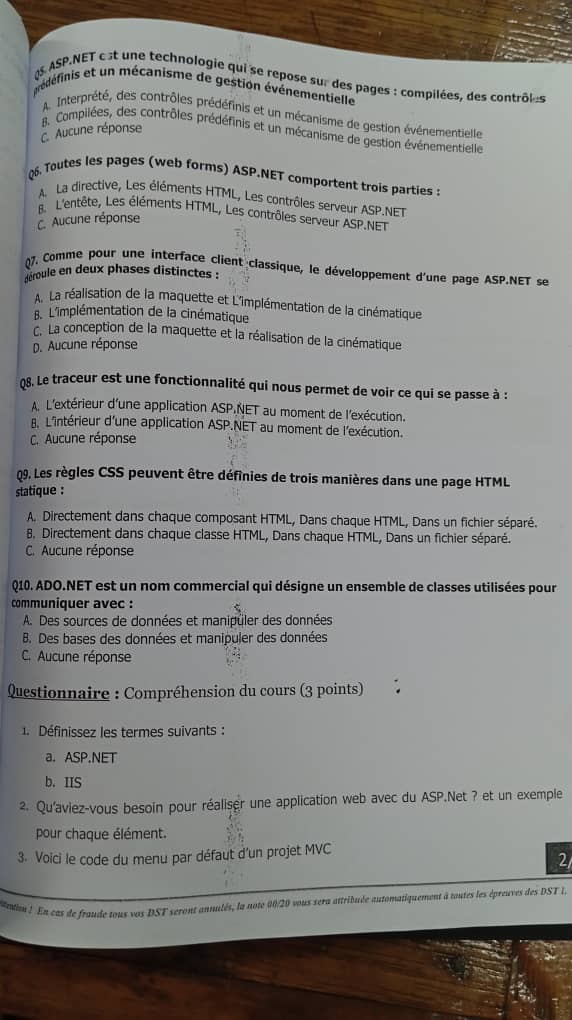 Q5. ASP.NET est une technologie qui se repose sur des pages : compilées, des contrôles
prédéfinis et un mécanisme de gestion événementielle
A. Interprété, des contrôles prédéfinis et un mécanisme de gestion événementielle
B. Compilées, des contrôles prédéfinis et un mécanisme de gestion événementielle
C. Aucune réponse
Q6. Toutes les pages (web forms) ASP.NET comportent trois parties :
A. La directive, Les éléments HTML, Les contrôles serveur ASP.NET
B. L'entête, Les éléments HTML, Les contrôles serveur ASP.NET
C. Aucune réponse
Q7. Comme pour une interface client classique, le développement d'une page ASP.NET se
déroule en deux phases distinctes :
A. La réalisation de la maquette et L'implémentation de la cinématique
B. L'implémentation de la cinématique
C. La conception de la maquette et la réalisation de la cinématique
D. Aucune réponse
Q8. Le traceur est une fonctionnalité qui nous permet de voir ce qui se passe à :
A. L'extérieur d'une application ASP.NET au moment de l'exécution.
B. L'intérieur d'une application ASP.NET au moment de l'exécution.
C. Aucune réponse
Q9. Les règles CSS peuvent être définies de trois manières dans une page HTML
statique :
A. Directement dans chaque composant HTML, Dans chaque HTML, Dans un fichier séparé.
B. Directement dans chaque classe HTML, Dans chaque HTML, Dans un fichier séparé.
C. Aucune réponse
Q10. ADO.NET est un nom commercial qui désigne un ensemble de classes utilisées pour
communiquer avec :
A. Des sources de données et manipuler des données
B. Des bases des données et manipuler des données
C. Aucune réponse
Questionnaire : Compréhension du cours (3 points)
1. Définissez les termes suivants :
a. ASP.NET
b. IIS
2. Qu'aviez-vous besoin pour réaliser une application web avec du ASP.Net ? et un exemple
pour chaque élément.
3. Voici le code du menu par défaut d'un projet MVC
2/
Attention ! En cas de fraude tous vos DST seront annulés, la note 00/20 vous sera attribuée automatiquement à toutes les épreuves des DST 1.